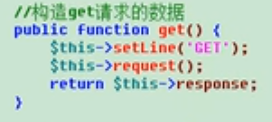 //构造get请求的数据
public function get() {
    $this->setLine('GET');
    $this->request();
    return $this->response;
}